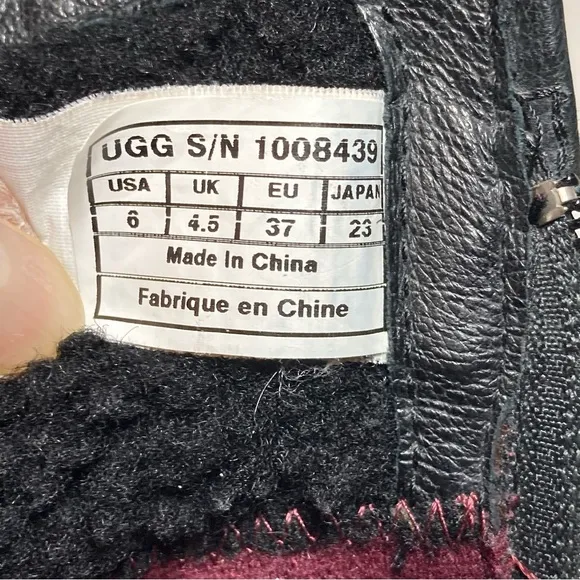 UGG S/N 1008439
USA UK EU JAPAN
6 4.5 37 23
Made In China
Fabrique en Chine